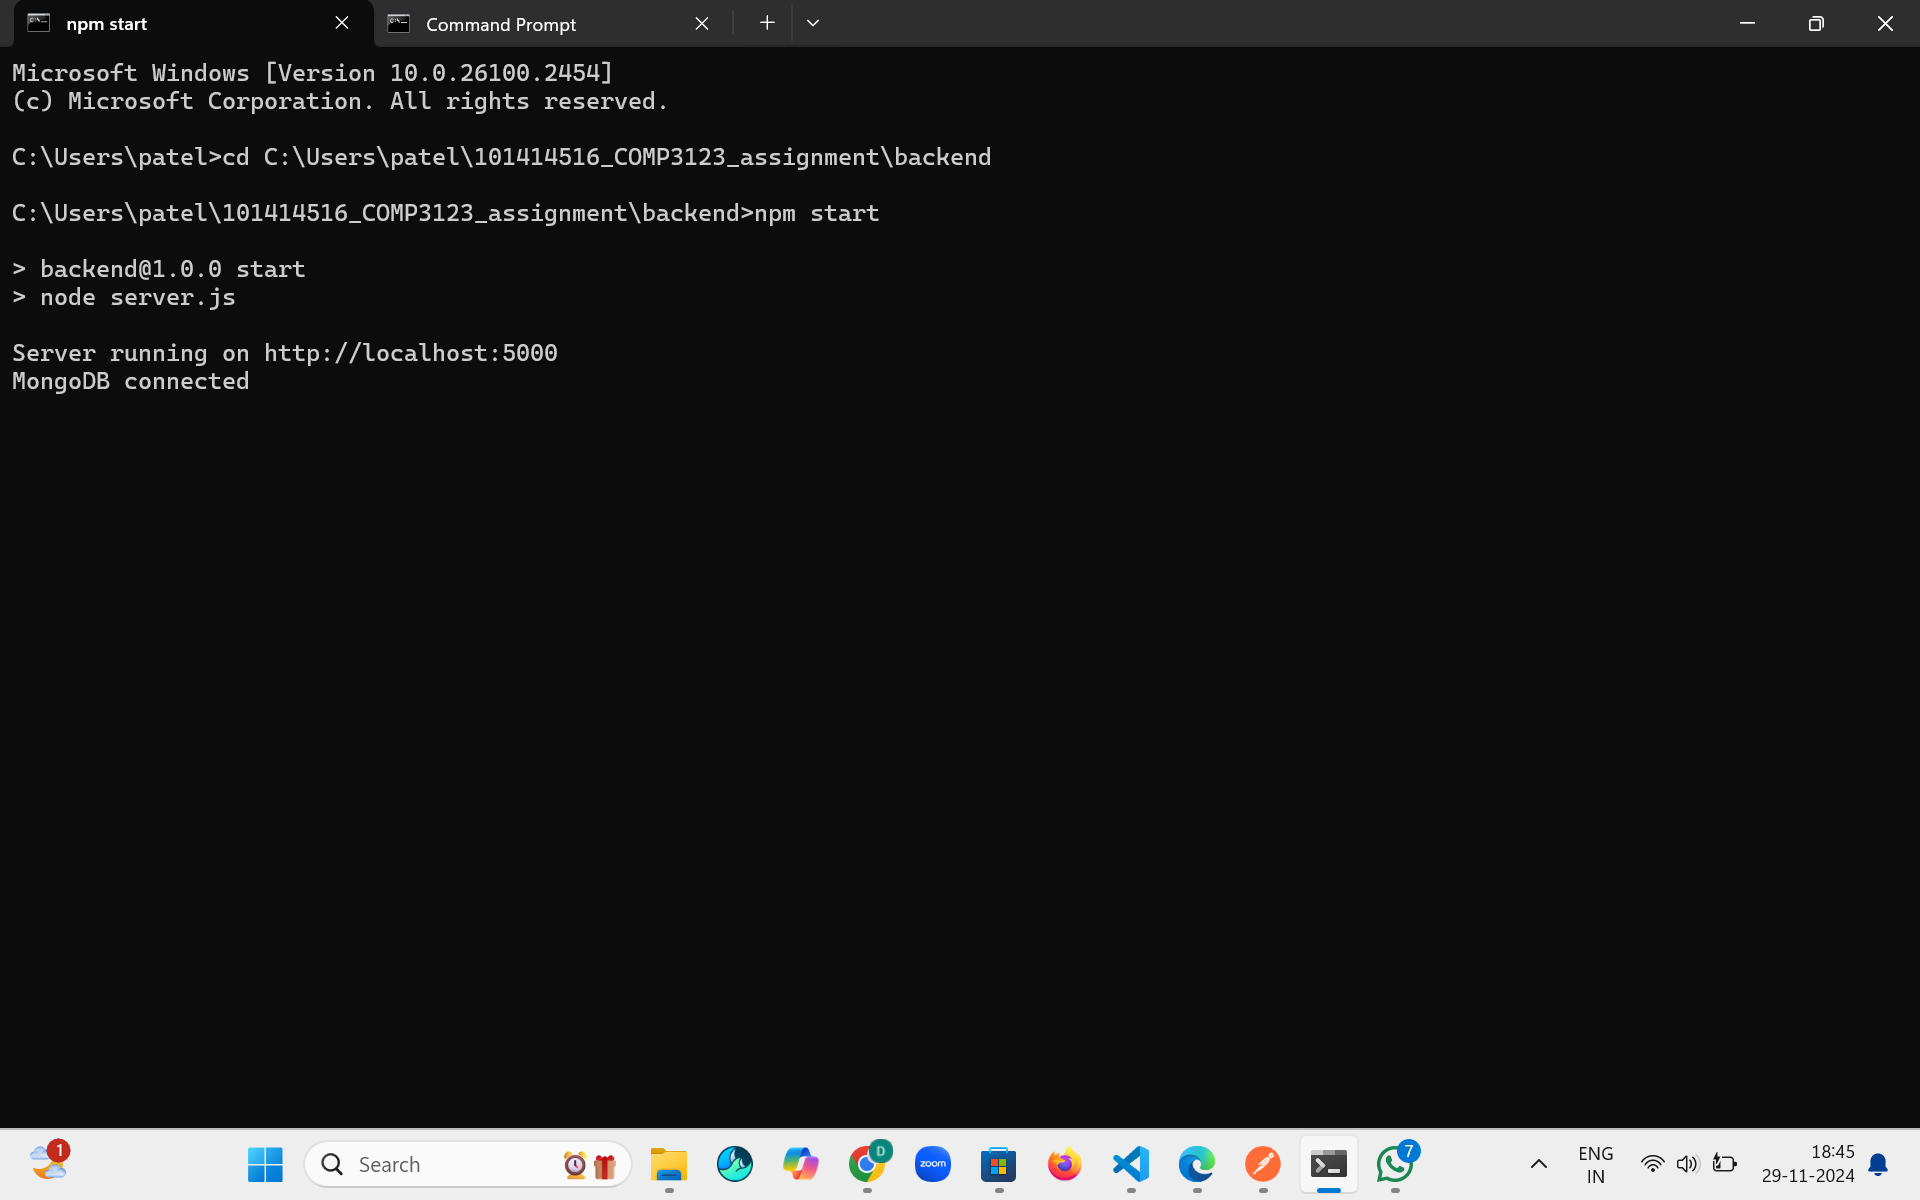 npm start
Command Prompt
Microsoft Windows [Version 10.0.26100.2454]
(c) Microsoft Corporation. All rights reserved.
C:\Users\patel>cd C:\Users\patel\101414516_COMP3123_assignment\backend
C:\Users\patel\101414516_COMP3123_assignment\backend>npm start
> backend@1.0.0 start
> node server.js
Server running on http://localhost:5000
MongoDB connected
1
Search
D
zoom
7
ENG
IN
18:45
29-11-2024